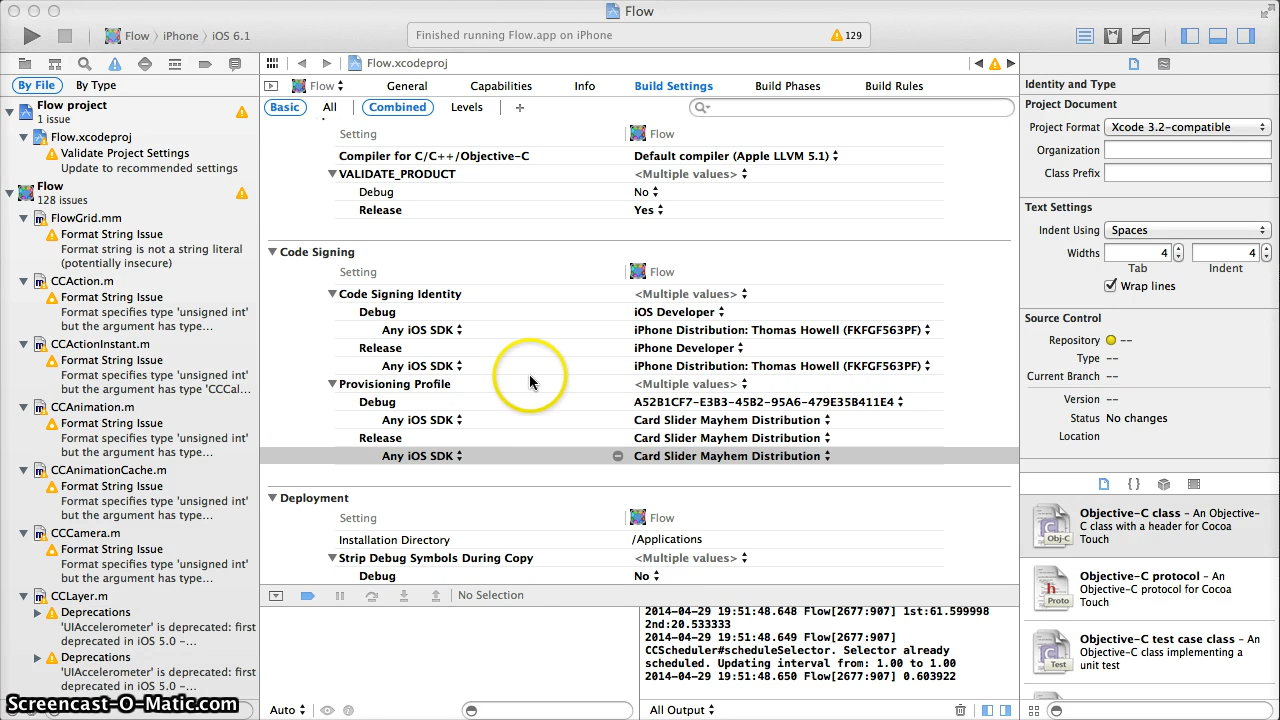 Flow
Flow iPhone iOS 6.1
Finished running Flow.app on iPhone
129
Flow.xcodeproj
By File By Type
Flow General Capabilities Info Build Settings Build Phases Build Rules
Basic All Combined Levels +
Flow project
1 issue
Flow.xcodeproj
Validate Project Settings
Update to recommended settings
Flow
128 issues
FlowGrid.mm
Format String Issue
Format string is not a string literal
(potentially insecure)
CCAction.m
Format String Issue
Format specifies type 'unsigned int'
but the argument has type...
CCActionInstant.m
Format String Issue
Format specifies type 'unsigned int'
but the argument has type 'CCCal...
CCAnimation.m
Format String Issue
Format specifies type 'unsigned int'
but the argument has type...
CCAnimationCache.m
Format String Issue
Format specifies type 'unsigned int'
but the argument has type...
CCCamera.m
Format String Issue
Format specifies type 'unsigned int'
but the argument has type...
CCLayer.m
Deprecations
'UIAccelerometer' is deprecated: first
deprecated in iOS 5.0 -...
Deprecations
'UIAccelerometer' is deprecated: first
deprecated in iOS 5.0 -...
Setting Flow
Compiler for C/C++/Objective-C Default compiler (Apple LLVM 5.1)
VALIDATE_PRODUCT <Multiple values>
Debug No
Release Yes
Code Signing
Setting Flow
Code Signing Identity <Multiple values>
Debug iOS Developer
Any iOS SDK iPhone Distribution: Thomas Howell (FKFGF563PF)
Release iPhone Developer
Any iOS SDK iPhone Distribution: Thomas Howell (FKFGF563PF)
Provisioning Profile <Multiple values>
Debug A52B1CF7-E3B3-45B2-95A6-479E35B411E4
Any iOS SDK Card Slider Mayhem Distribution
Release Card Slider Mayhem Distribution
Any iOS SDK Card Slider Mayhem Distribution
Deployment
Setting Flow
Installation Directory /Applications
Strip Debug Symbols During Copy <Multiple values>
Debug No
No Selection
2014-04-29 19:51:48.648 Flow[2677:907] 1st:61.599998
2nd:20.533333
2014-04-29 19:51:48.649 Flow[2677:907]
CCScheduler#scheduleSelector. Selector already
scheduled. Updating interval from: 1.00 to 1.00
2014-04-29 19:51:48.650 Flow[2677:907] 0.603922
Auto
All Output
Identity and Type
Project Document
Project Format Xcode 3.2-compatible
Organization
Class Prefix
Text Settings
Indent Using Spaces
Widths 4 4
Tab Indent
Wrap lines
Source Control
Repository --
Type --
Current Branch --
Version --
Status No changes
Location
{ }
Obj-C
Objective-C class - An Objective-
C class with a header for Cocoa
Touch
Proto
Objective-C protocol - An
Objective-C protocol for Cocoa
Touch
Test
Objective-C test case class - An
Objective-C class implementing a
unit test
Screencast-O-Matic.com